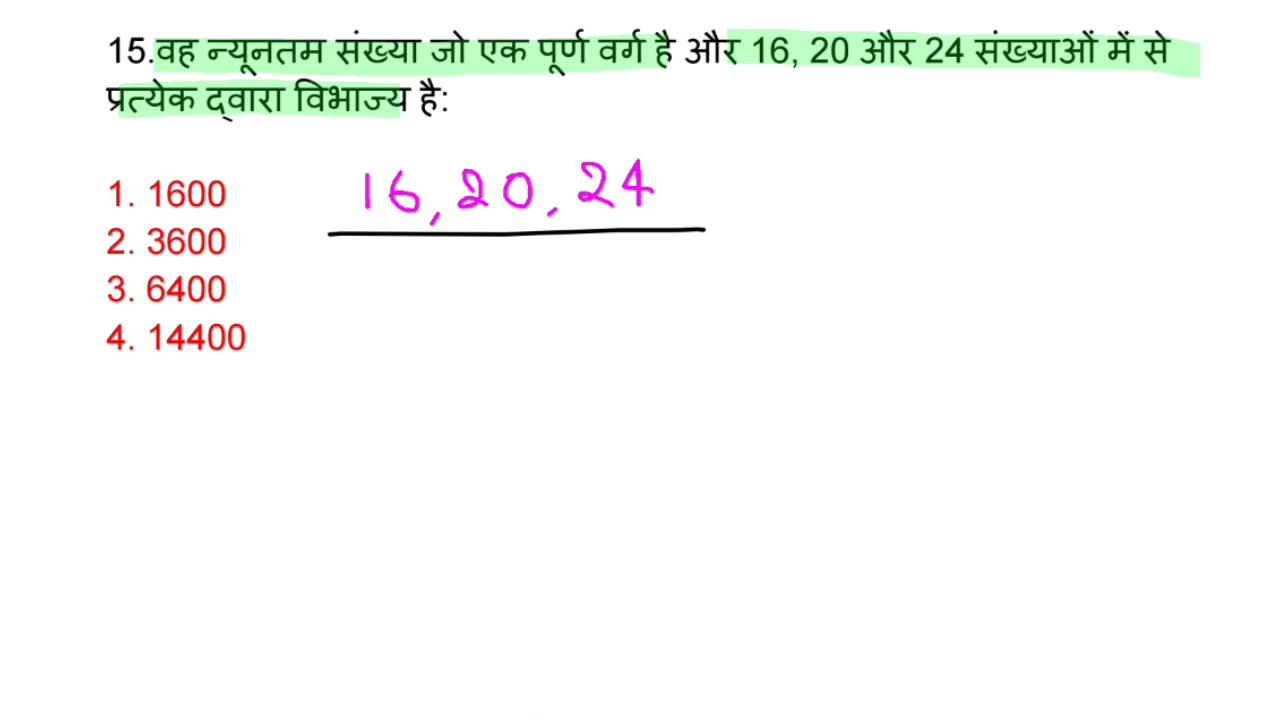 15.वह न्यूनतम संख्या जो एक पूर्ण वर्ग है और 16, 20 और 24 संख्याओं में से
प्रत्येक द्वारा विभाज्य है:
16, 20, 24
1. 1600
2. 3600
3. 6400
4. 14400